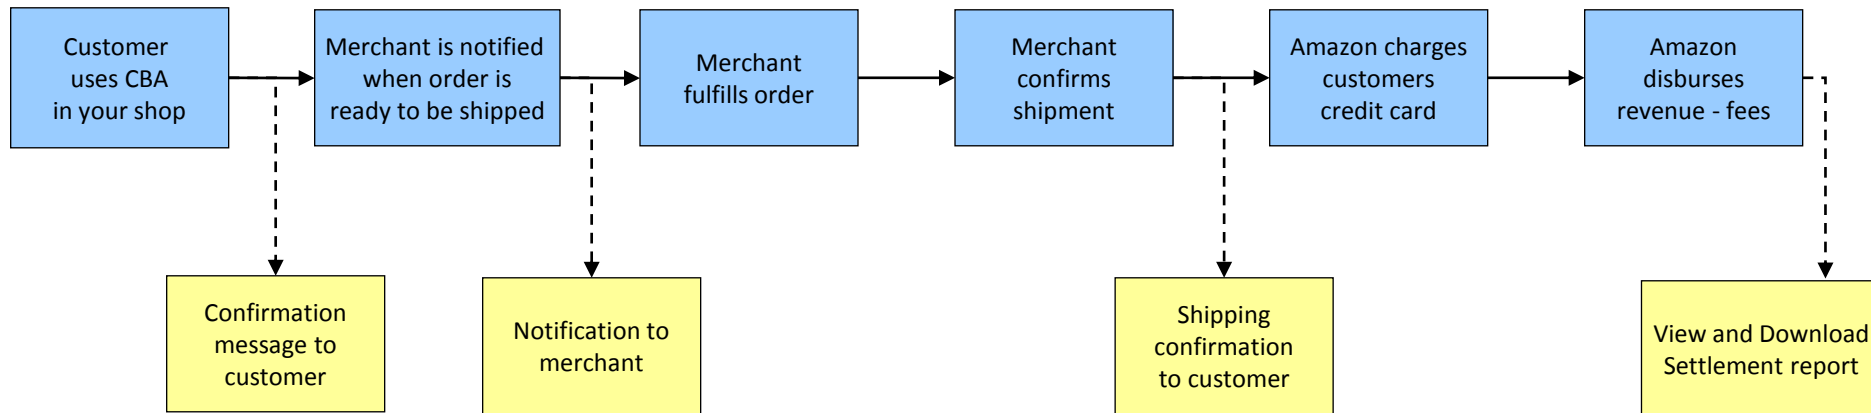 Customer
uses CBA
in your shop
Merchant is notified
when order is
ready to be shipped
Merchant
fulfills order
Merchant
confirms
shipment
Amazon charges
customers
credit card
Amazon
disburses
revenue - fees
Confirmation
message to
customer
Notification to
merchant
Shipping
confirmation
to customer
View and Download
Settlement report